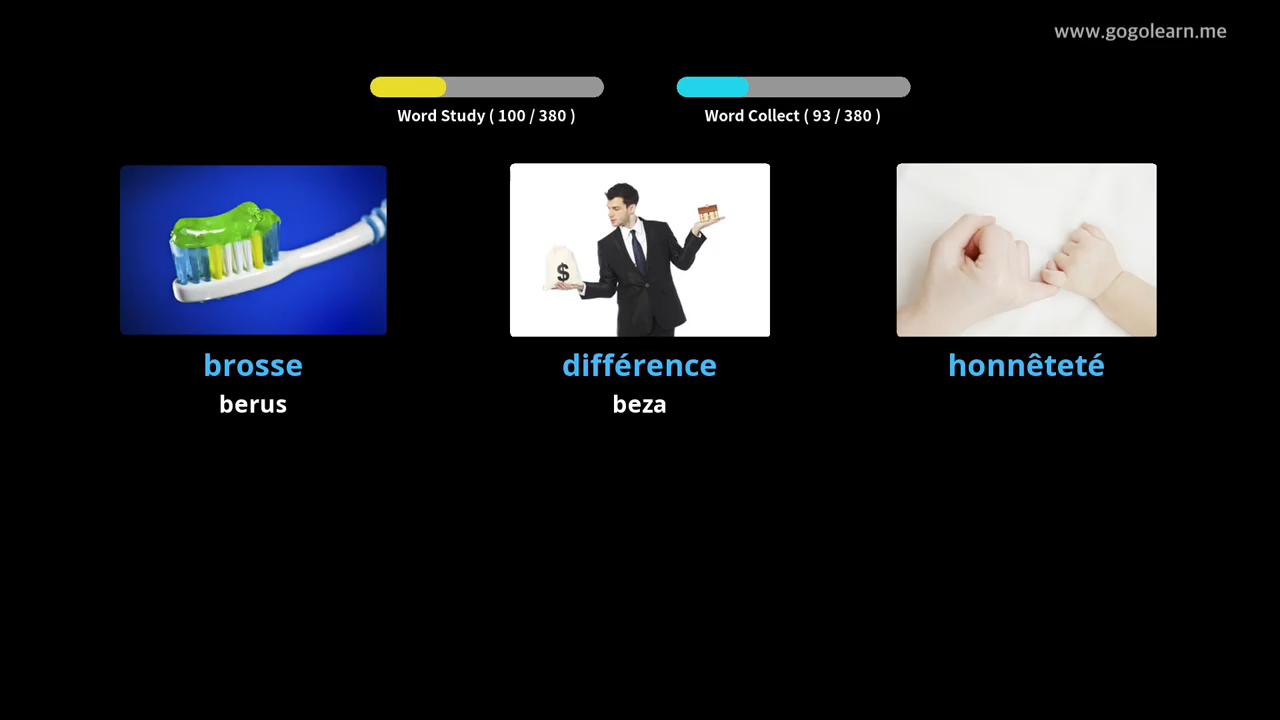 www.gogolearn.me
Word Study ( 100 / 380 )
Word Collect ( 93 / 380 )
$
brosse
différence
honnêteté
berus
beza